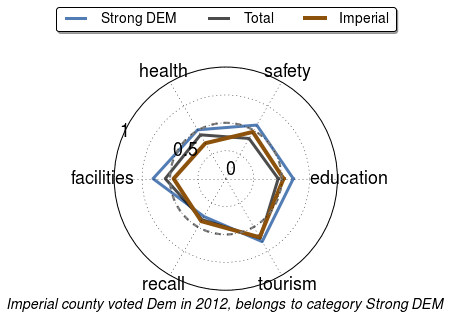 Strong DEM Total Imperial
health safety
1
0.5
0
facilities education
recall tourism
Imperial county voted Dem in 2012, belongs to category Strong DEM